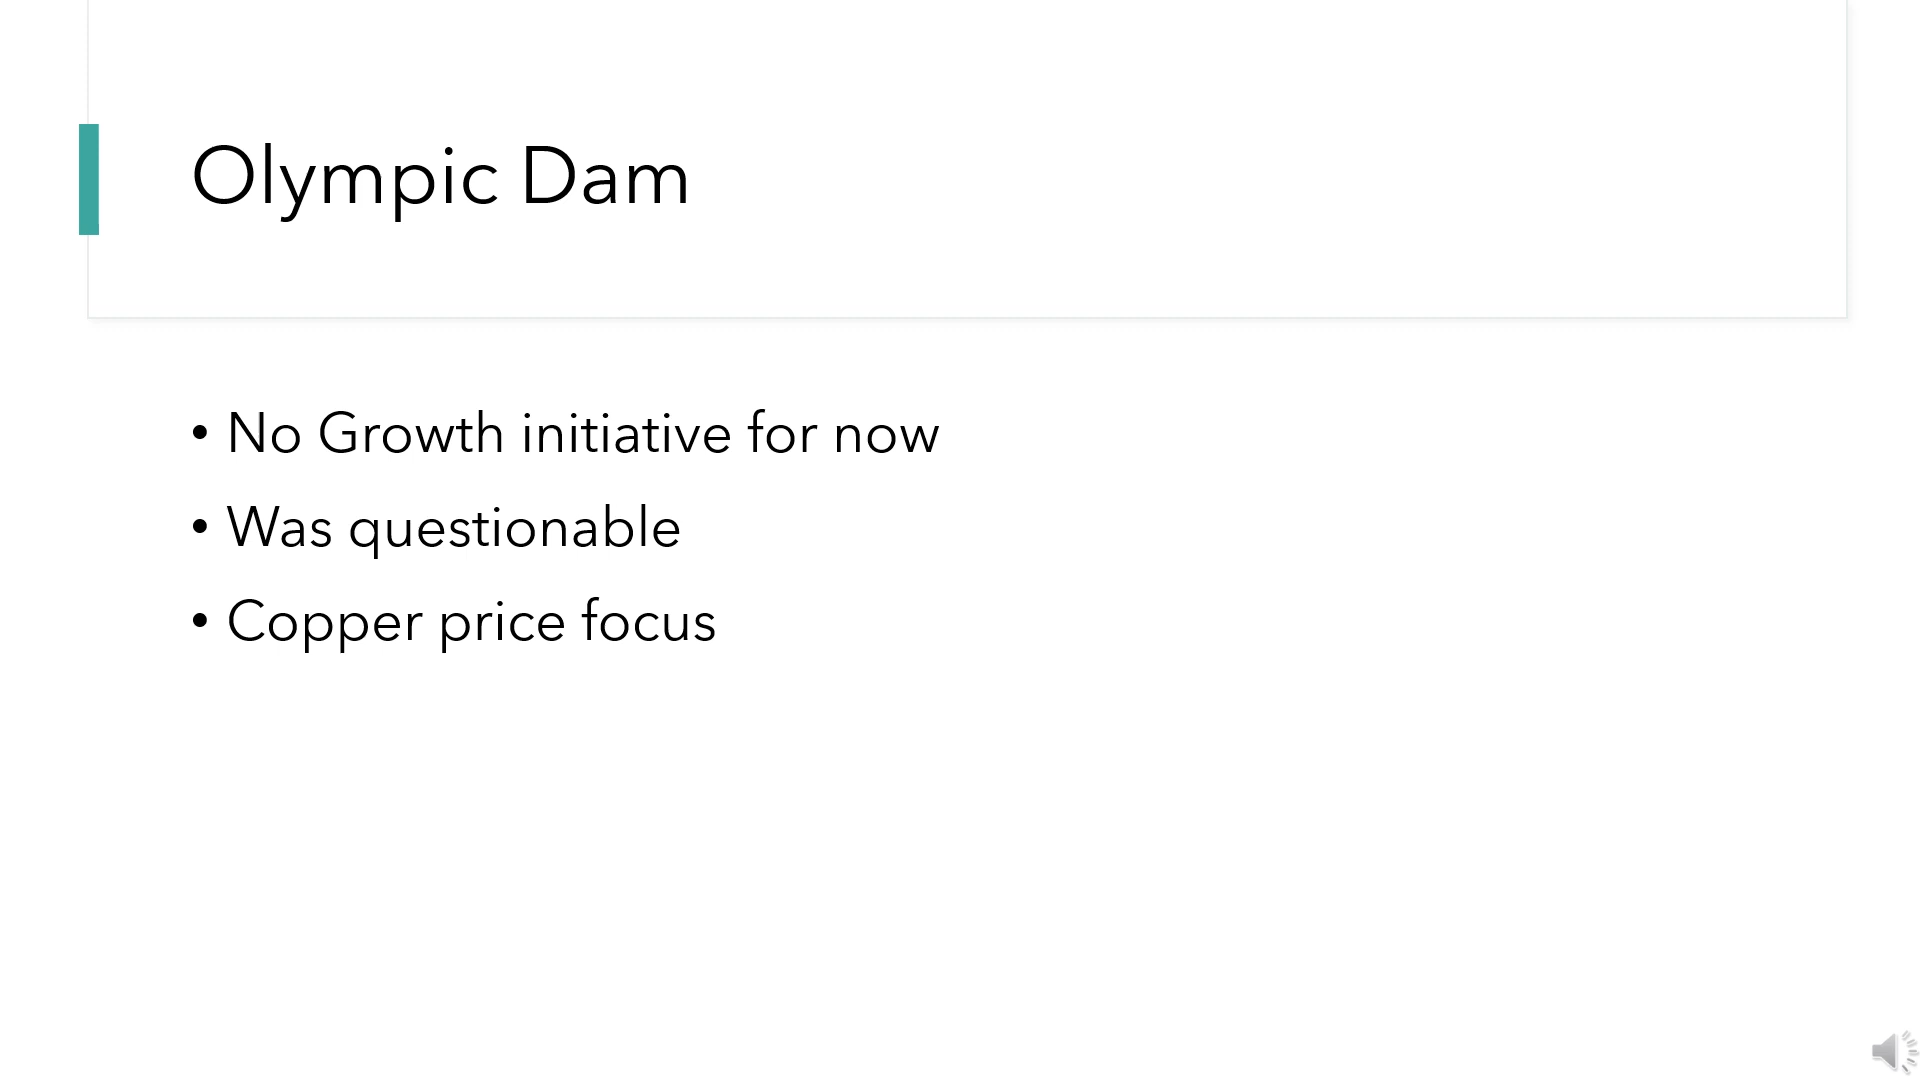 Olympic Dam
• No Growth initiative for now
• Was questionable
• Copper price focus